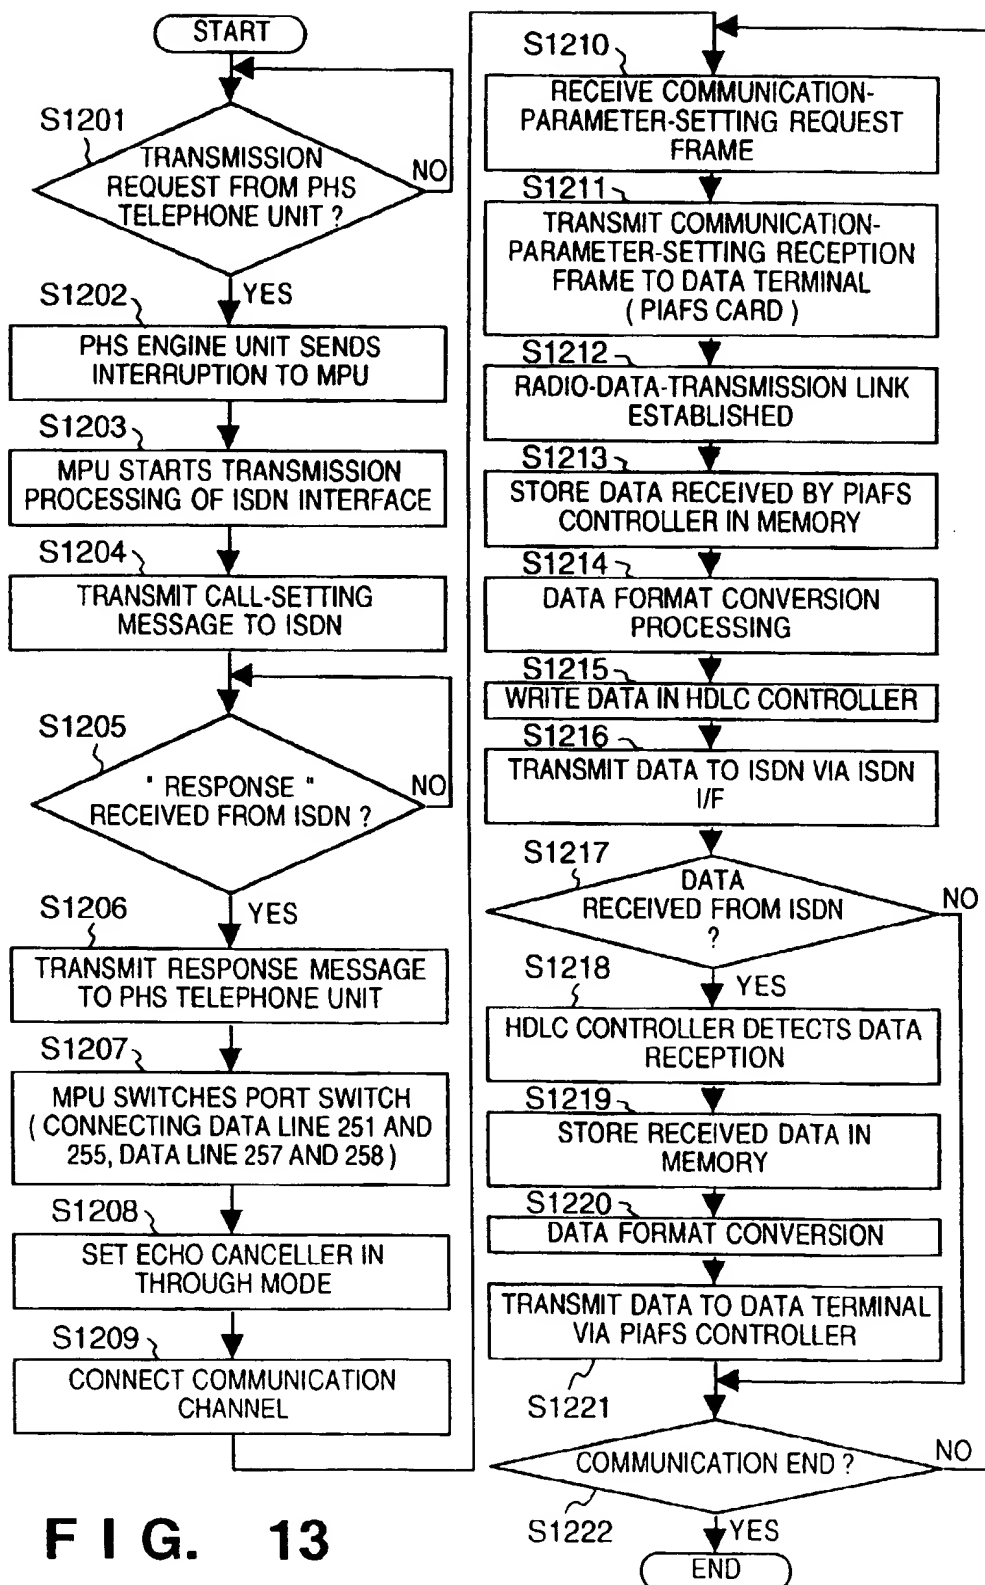 START
S1201
TRANSMISSION
REQUEST FROM PHS
TELEPHONE UNIT ?
NO
YES
S1202
PHS ENGINE UNIT SENDS
INTERRUPTION TO MPU
S1203
MPU STARTS TRANSMISSION
PROCESSING OF ISDN INTERFACE
S1204
TRANSMIT CALL-SETTING
MESSAGE TO ISDN
S1205
" RESPONSE "
RECEIVED FROM ISDN ?
NO
YES
S1206
TRANSMIT RESPONSE MESSAGE
TO PHS TELEPHONE UNIT
S1207
MPU SWITCHES PORT SWITCH
( CONNECTING DATA LINE 251 AND
255, DATA LINE 257 AND 258 )
S1208
SET ECHO CANCELLER IN
THROUGH MODE
S1209
CONNECT COMMUNICATION
CHANNEL
S1210
RECEIVE COMMUNICATION-
PARAMETER-SETTING REQUEST
FRAME
S1211
TRANSMIT COMMUNICATION-
PARAMETER-SETTING RECEPTION
FRAME TO DATA TERMINAL
( PIAFS CARD )
S1212
RADIO-DATA-TRANSMISSION LINK
ESTABLISHED
S1213
STORE DATA RECEIVED BY PIAFS
CONTROLLER IN MEMORY
S1214
DATA FORMAT CONVERSION
PROCESSING
S1215
WRITE DATA IN HDLC CONTROLLER
S1216
TRANSMIT DATA TO ISDN VIA ISDN
I/F
S1217
DATA
RECEIVED FROM ISDN
?
NO
YES
S1218
HDLC CONTROLLER DETECTS DATA
RECEPTION
S1219
STORE RECEIVED DATA IN
MEMORY
S1220
DATA FORMAT CONVERSION
TRANSMIT DATA TO DATA TERMINAL
VIA PIAFS CONTROLLER
S1221
COMMUNICATION END ?
NO
S1222
YES
END
FIG. 13